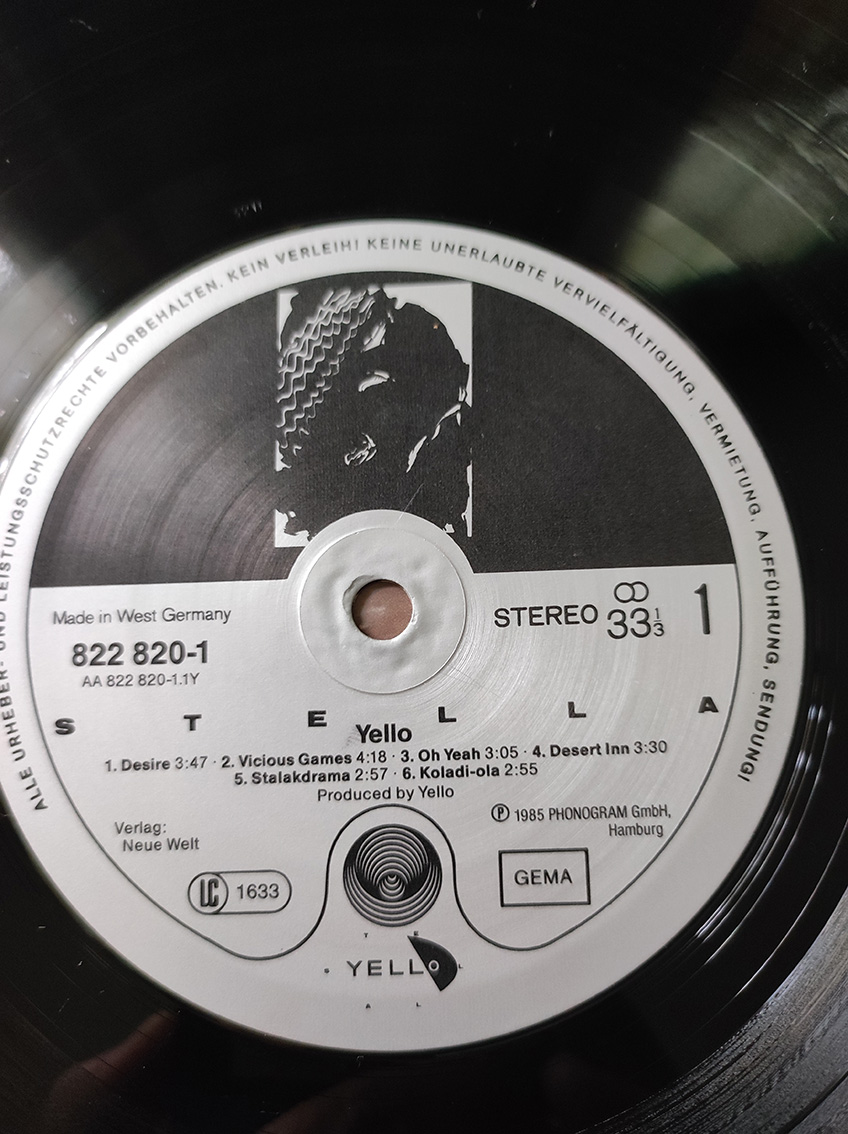 ALLE URHEBER- UND LEISTUNGSSCHUTZRECHTE VORBEHALTEN. KEIN VERLEIH! KEINE UNERLAUBTE VERVIELFÄLTIGUNG, VERMIETUNG, AUFFÜHRUNG, SENDUNG!
Made in West Germany
822 820-1
AA 822 820-1.1Y
STEREO 33 1/3 1
S T E L L A
Yello
1. Desire 3:47 · 2. Vicious Games 4:18 · 3. Oh Yeah 3:05 · 4. Desert Inn 3:30
5. Stalakdrama 2:57 · 6. Koladi-ola 2:55
Produced by Yello
Verlag:
Neue Welt
℗ 1985 PHONOGRAM GmbH,
Hamburg
LC 1633
GEMA
T E
S YELLO L
A L